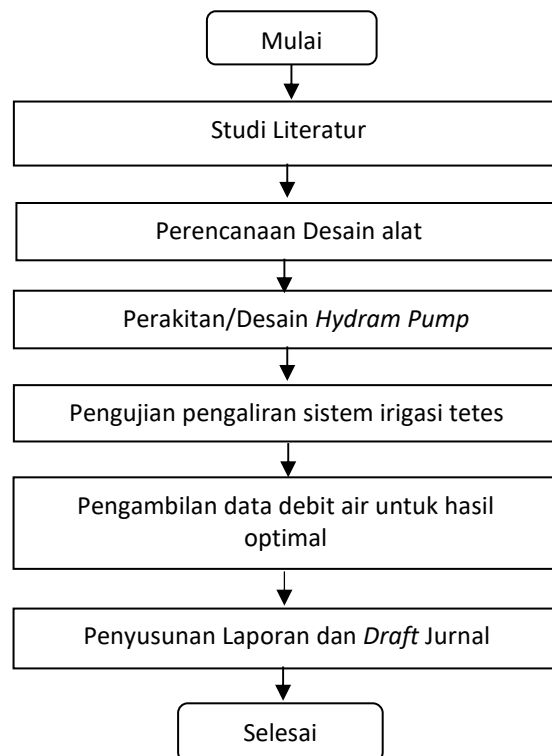 Mulai
Studi Literatur
Perencanaan Desain alat
Perakitan/Desain Hydram Pump
Pengujian pengaliran sistem irigasi tetes
Pengambilan data debit air untuk hasil
optimal
Penyusunan Laporan dan Draft Jurnal
Selesai